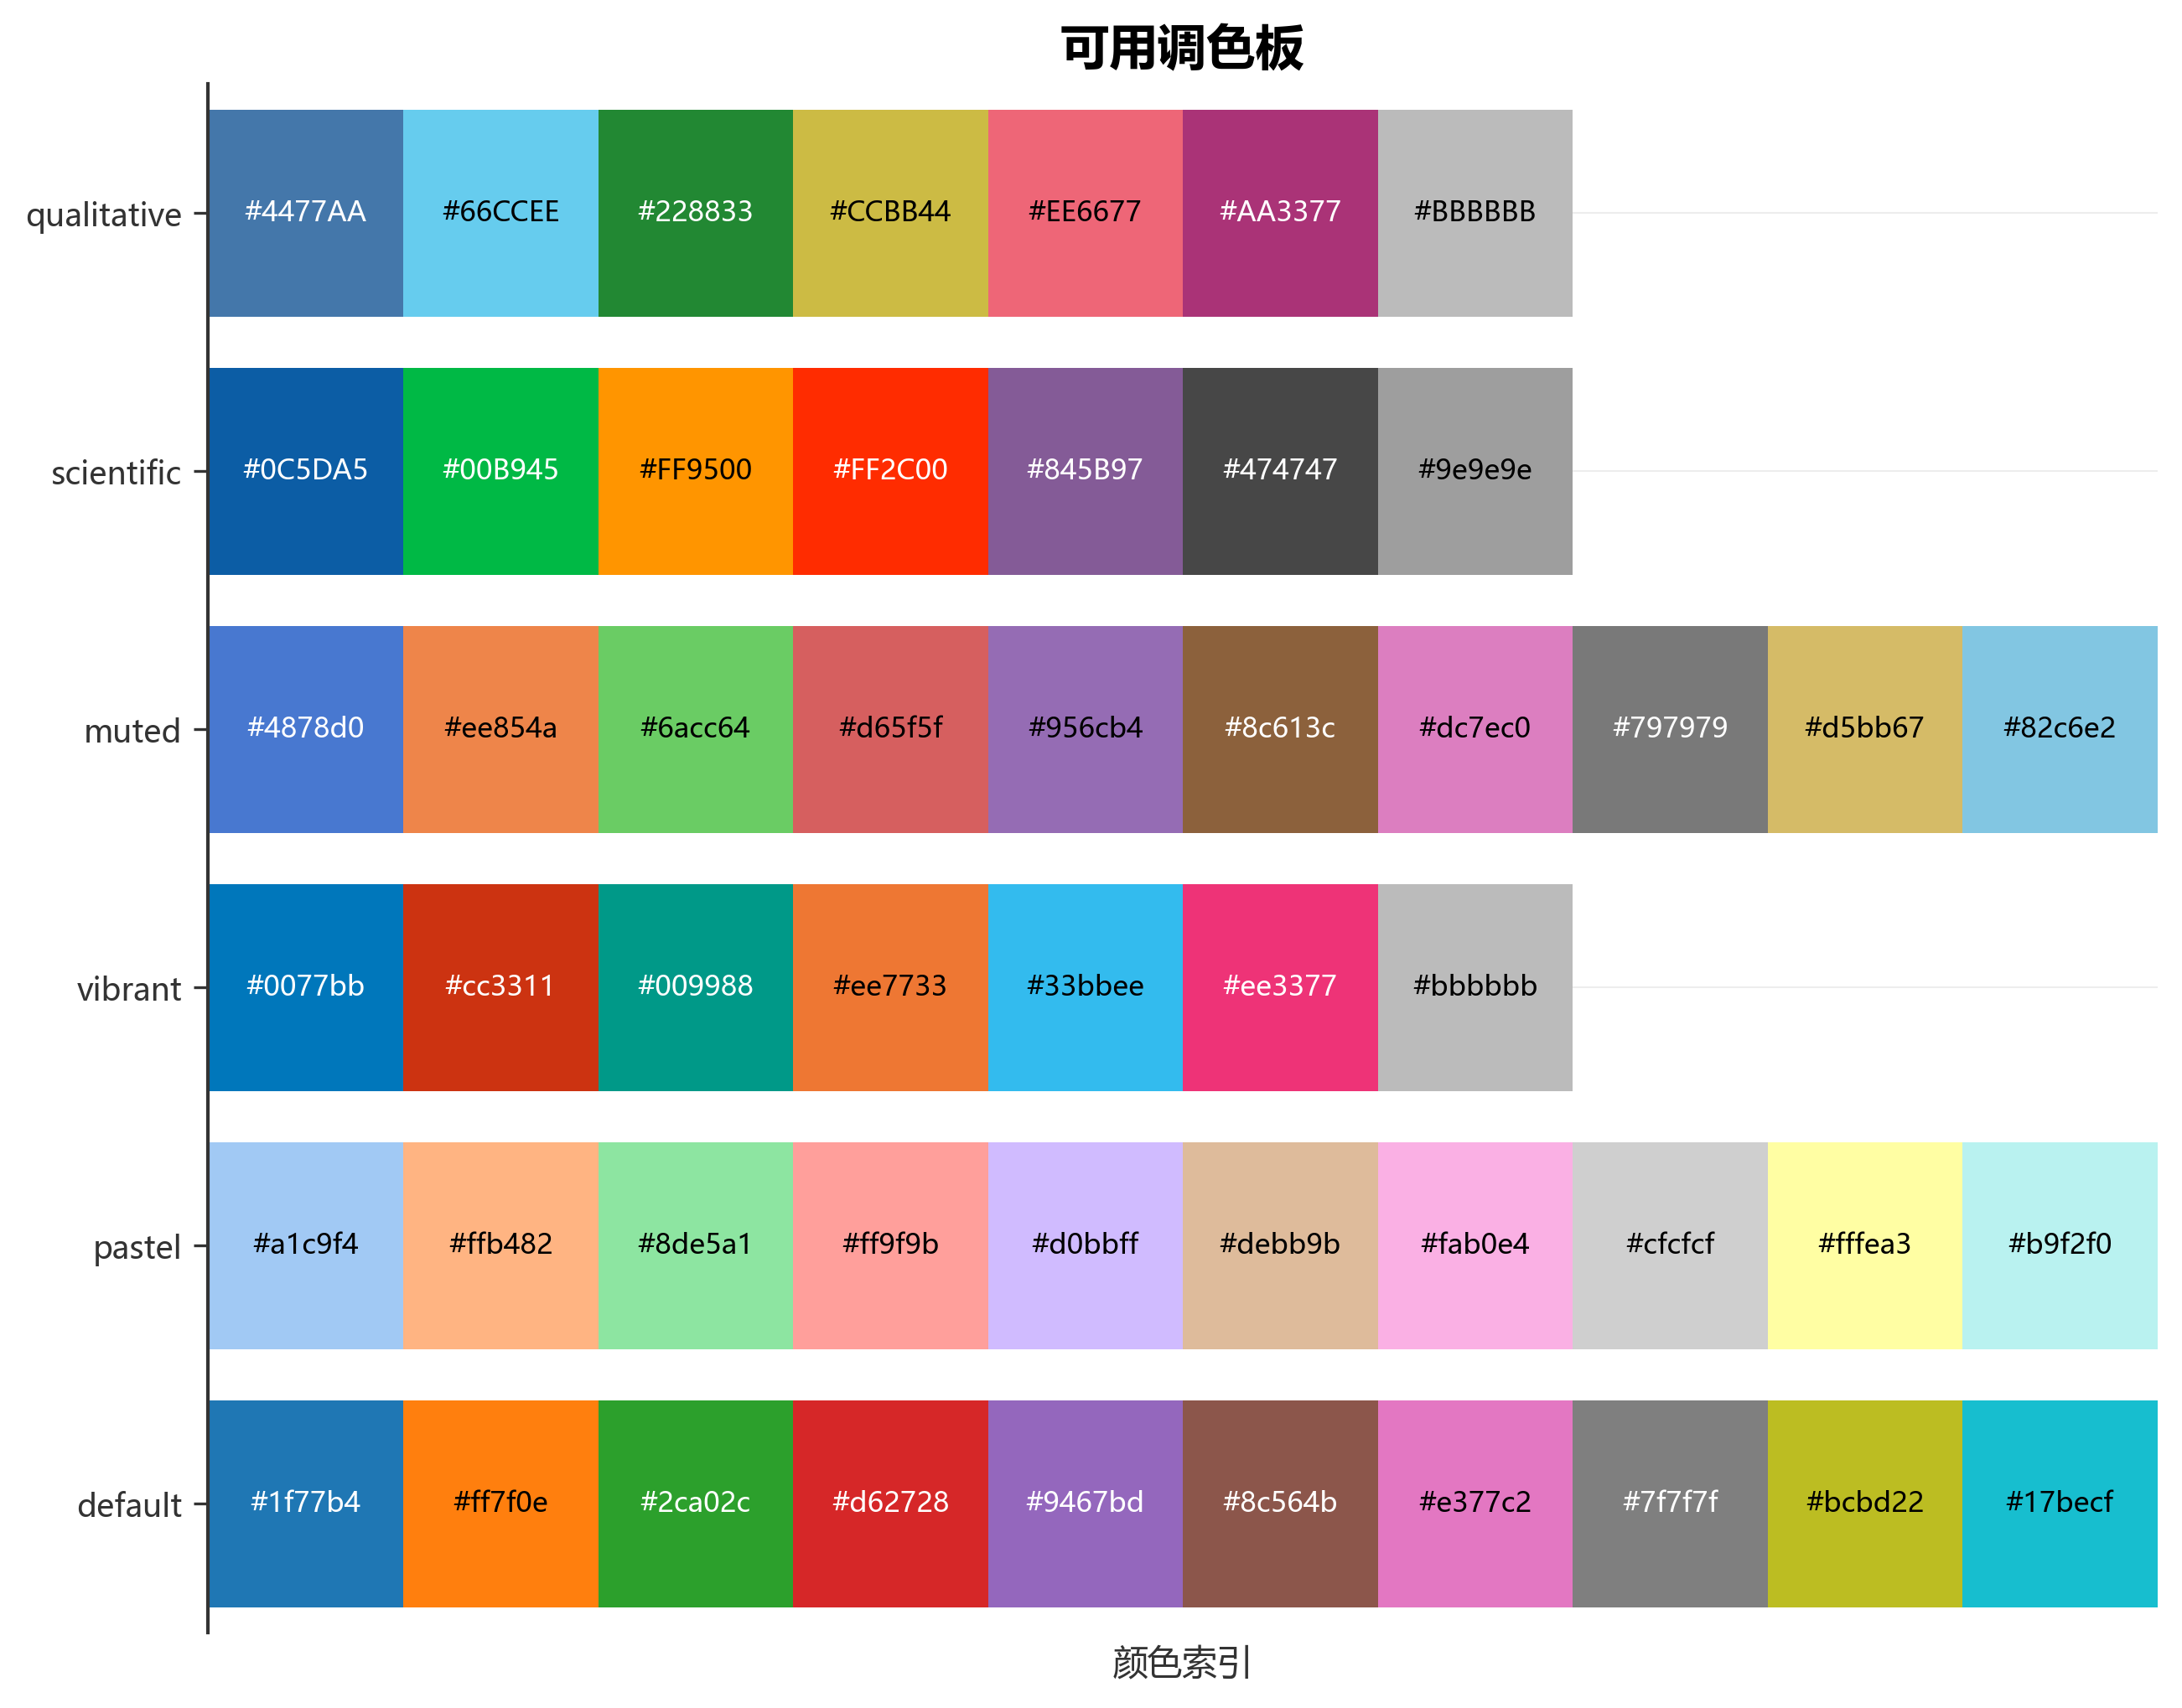 可用调色板
qualitative #4477AA #66CCEE #228833 #CCBB44 #EE6677 #AA3377 #BBBBBB
scientific #0C5DA5 #00B945 #FF9500 #FF2C00 #845B97 #474747 #9e9e9e
muted #4878d0 #ee854a #6acc64 #d65f5f #956cb4 #8c613c #dc7ec0 #797979 #d5bb67 #82c6e2
vibrant #0077bb #cc3311 #009988 #ee7733 #33bbee #ee3377 #bbbbbb
pastel #a1c9f4 #ffb482 #8de5a1 #ff9f9b #d0bbff #debb9b #fab0e4 #cfcfcf #fffea3 #b9f2f0
default #1f77b4 #ff7f0e #2ca02c #d62728 #9467bd #8c564b #e377c2 #7f7f7f #bcbd22 #17becf
颜色索引